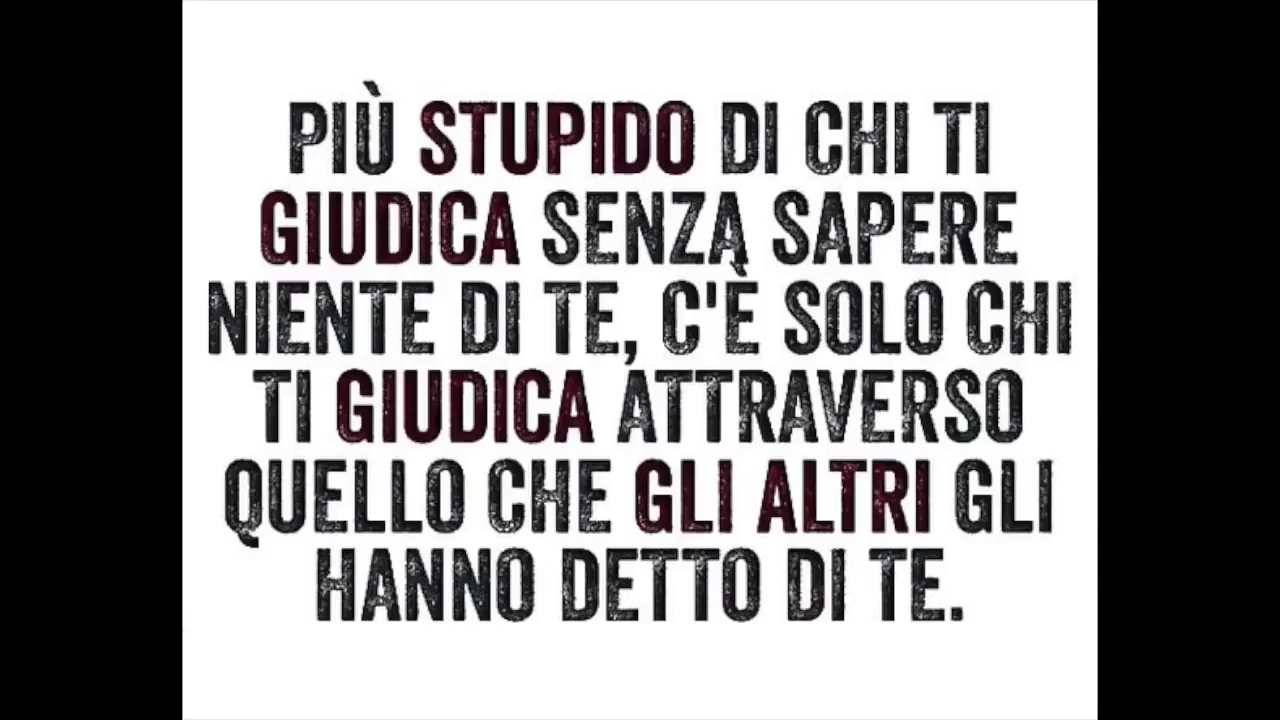 PIÙ STUPIDO DI CHI TI
GIUDICA SENZA SAPERE
NIENTE DI TE, C'È SOLO CHI
TI GIUDICA ATTRAVERSO
QUELLO CHE GLI ALTRI GLI
HANNO DETTO DI TE.